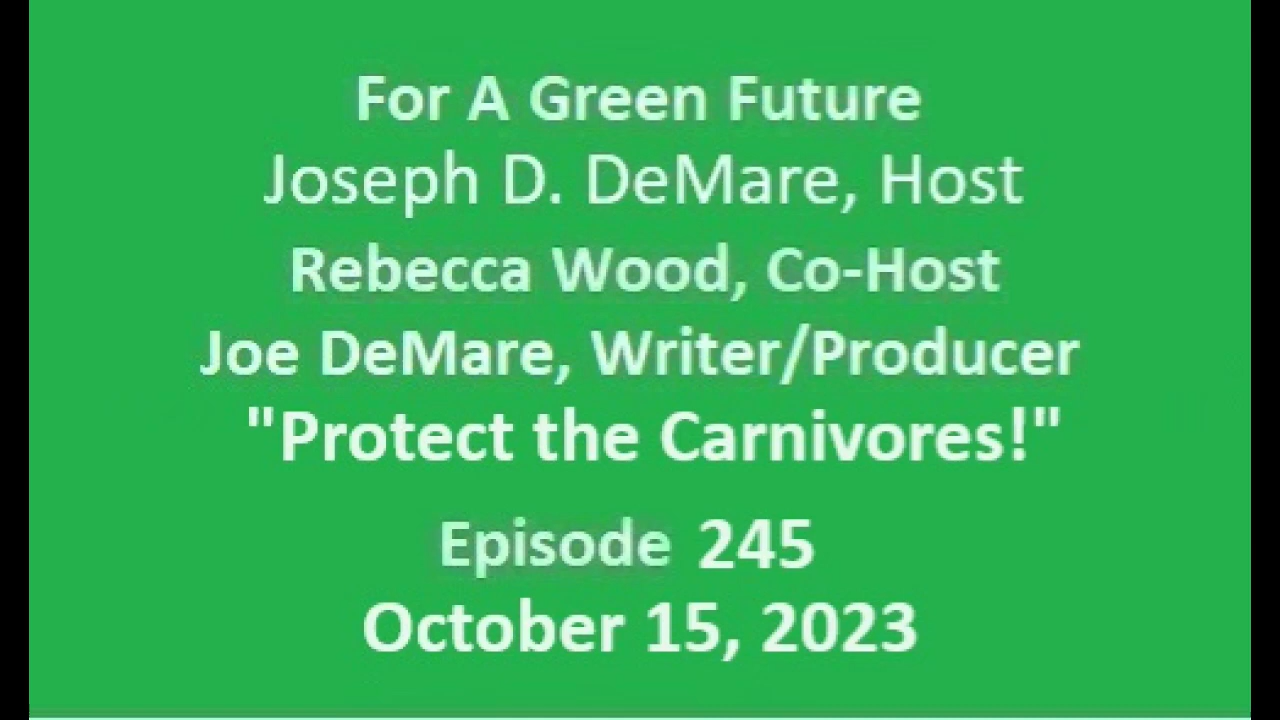 For A Green Future
Joseph D. DeMare, Host
Rebecca Wood, Co-Host
Joe DeMare, Writer/Producer
"Protect the Carnivores!"
Episode 245
October 15, 2023